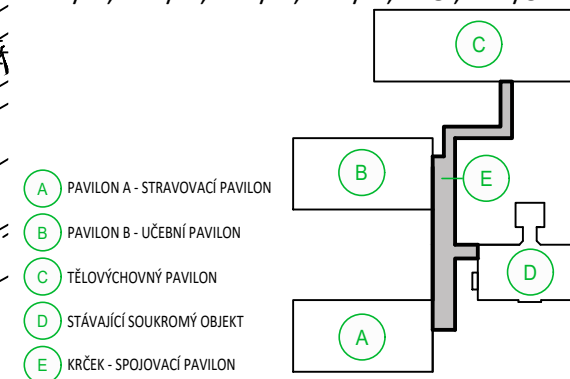 C
B
E
D
A
A PAVILON A - STRAVOVACÍ PAVILON
B PAVILON B - UČEBNÍ PAVILON
C TĚLOVÝCHOVNÝ PAVILON
D STÁVAJÍCÍ SOUKROMÝ OBJEKT
E KRČEK - SPOJOVACÍ PAVILON